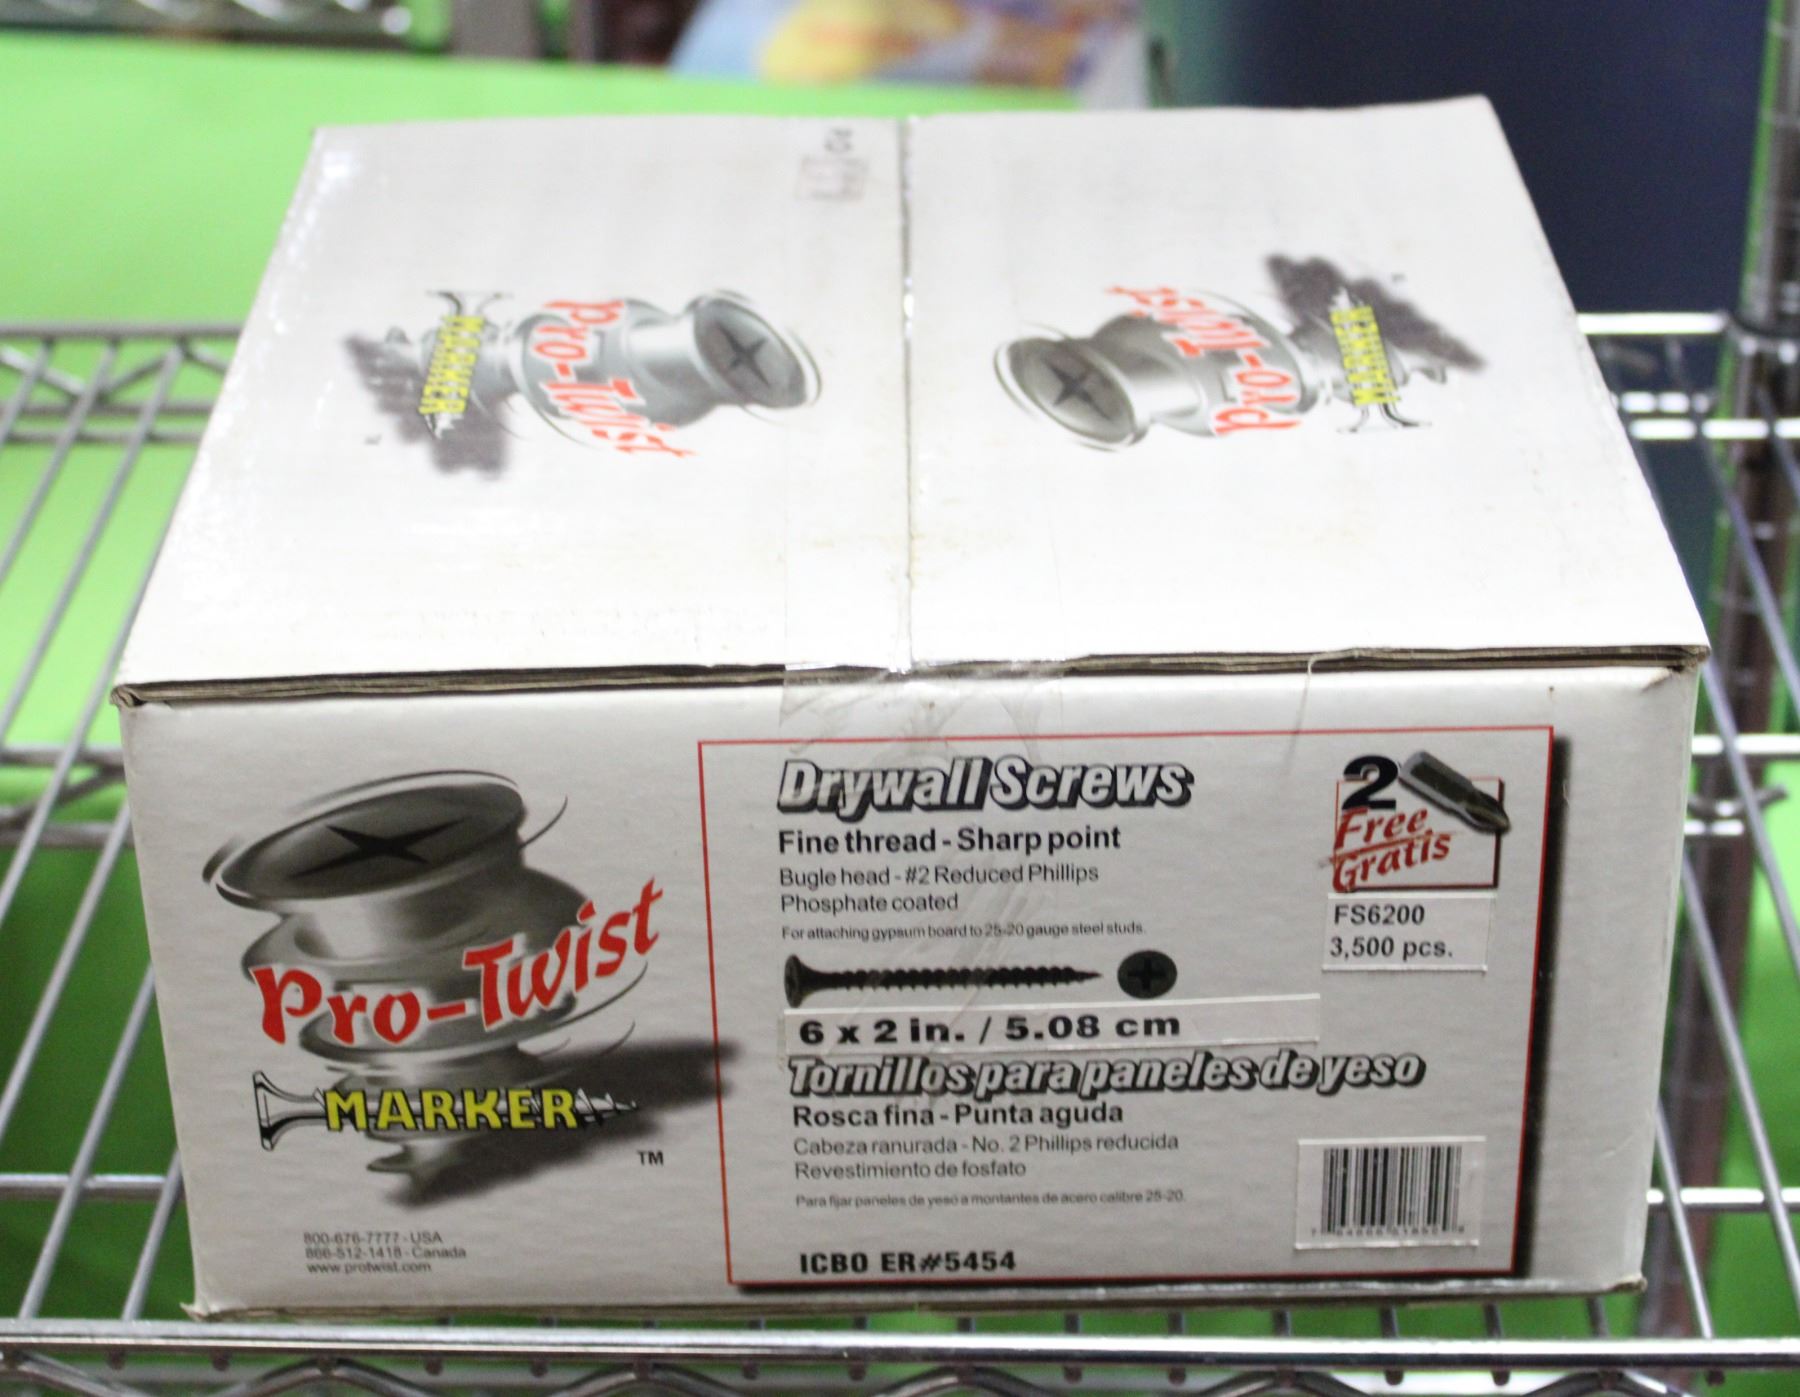 Pro-Twist
MARKER
Pro-Twist
MARKER
Pro-Twist
MARKER
TM
800-676-7777 - USA
866-512-1418 - Canada
www.protwist.com
Drywall Screws
Fine thread - Sharp point
Bugle head - #2 Reduced Phillips
Phosphate coated
For attaching gypsum board to 25-20 gauge steel studs.
6 x 2 in. / 5.08 cm
Tornillos para paneles de yeso
Rosca fina - Punta aguda
Cabeza ranurada - No. 2 Phillips reducida
Revestimiento de fosfato
Para fijar paneles de yeso a montantes de acero calibre 25-20.
ICBO ER#5454
2
Free
Gratis
FS6200
3,500 pcs.